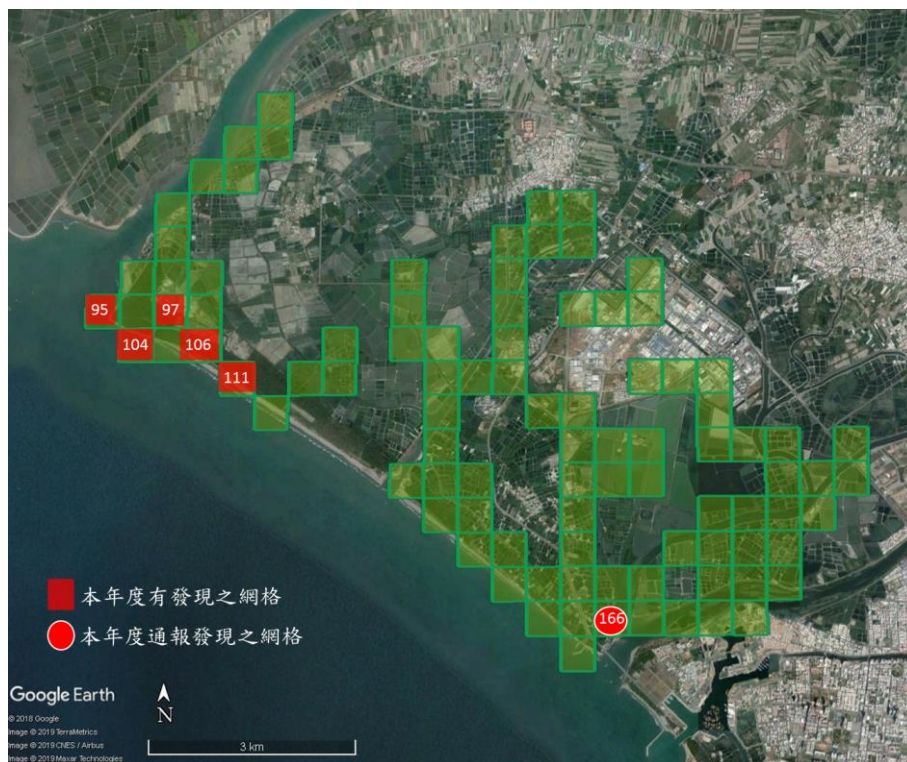 95
97
104
106
111
166
本年度有發現之網格
本年度通報發現之網格
Google Earth
N
© 2018 Google
Image © 2019 TerraMetrics
Image © 2019 CNES / Airbus
Image © 2019 Maxar Technologies
3 km